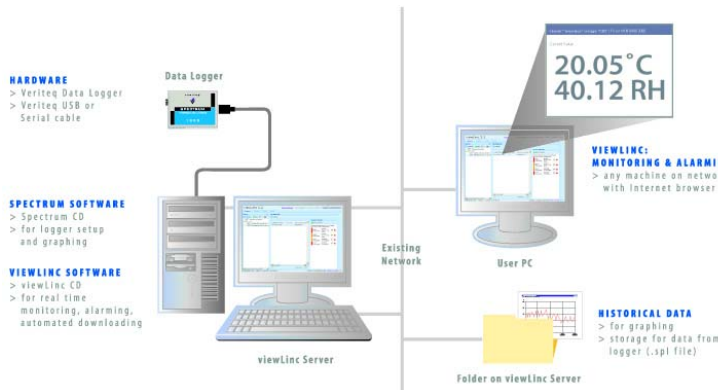 HARDWARE
> Veriteq Data Logger
> Veriteq USB or
Serial cable
Data Logger
SPECTRUM
SPECTRUM SOFTWARE
> Spectrum CD
> for logger setup
and graphing
VIEWLINC SOFTWARE
> viewLinc CD
> for real time
monitoring, alarming,
automated downloading
viewLinc Server
Existing
Network
20.05°C
40.12 RH
VIEWLINC:
MONITORING & ALARMI
> any machine on netwo
with Internet browser
User PC
HISTORICAL DATA
> for graphing
> storage for data from
logger (.spl file)
Folder on viewLinc Server